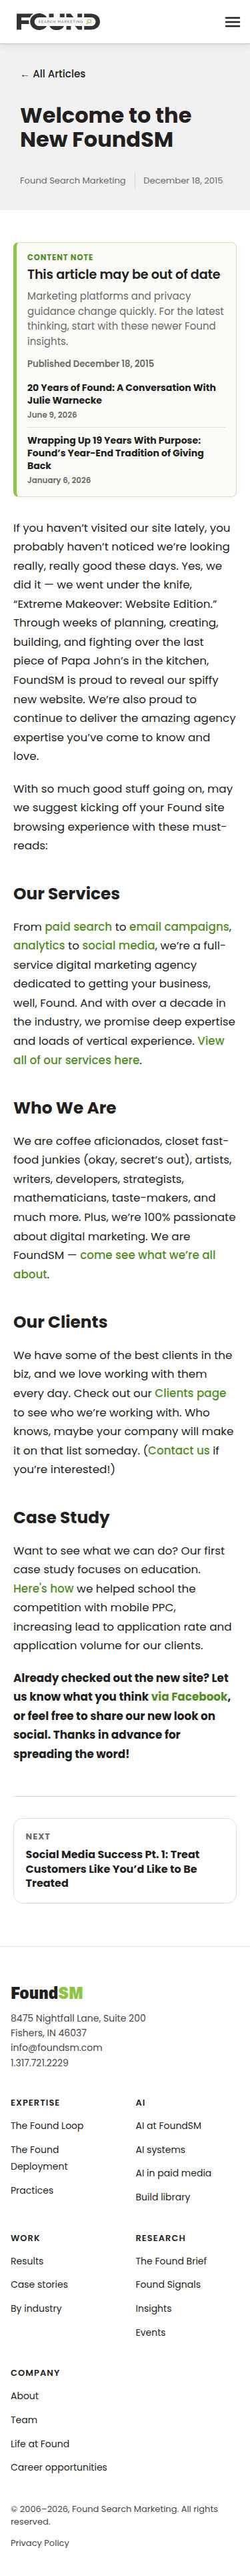 FOUND
SEARCH MARKETING
← All Articles
Welcome to the
New FoundSM
Found Search Marketing
December 18, 2015
CONTENT NOTE
This article may be out of date
Marketing platforms and privacy
guidance change quickly. For the latest
thinking, start with these newer Found
insights.
Published December 18, 2015
20 Years of Found: A Conversation With
Julie Warnecke
June 9, 2026
Wrapping Up 19 Years With Purpose:
Found’s Year-End Tradition of Giving
Back
January 6, 2026
If you haven’t visited our site lately, you
probably haven’t noticed we’re looking
really, really good these days. Yes, we
did it — we went under the knife,
“Extreme Makeover: Website Edition.”
Through weeks of planning, creating,
building, and fighting over the last
piece of Papa John’s in the kitchen,
FoundSM is proud to reveal our spiffy
new website. We’re also proud to
continue to deliver the amazing agency
expertise you’ve come to know and
love.
With so much good stuff going on, may
we suggest kicking off your Found site
browsing experience with these must-
reads:
Our Services
From paid search to email campaigns,
analytics to social media, we’re a full-
service digital marketing agency
dedicated to getting your business,
well, Found. And with over a decade in
the industry, we promise deep expertise
and loads of vertical experience. View
all of our services here.
Who We Are
We are coffee aficionados, closet fast-
food junkies (okay, secret’s out), artists,
writers, developers, strategists,
mathematicians, taste-makers, and
much more. Plus, we’re 100% passionate
about digital marketing. We are
FoundSM — come see what we’re all
about.
Our Clients
We have some of the best clients in the
biz, and we love working with them
every day. Check out our Clients page
to see who we’re working with. Who
knows, maybe your company will make
it on that list someday. (Contact us if
you’re interested!)
Case Study
Want to see what we can do? Our first
case study focuses on education.
Here’s how we helped school the
competition with mobile PPC,
increasing lead to application rate and
application volume for our clients.
Already checked out the new site? Let
us know what you think via Facebook,
or feel free to share our new look on
social. Thanks in advance for
spreading the word!
NEXT
Social Media Success Pt. 1: Treat
Customers Like You’d Like to Be
Treated
FoundSM
8475 Nightfall Lane, Suite 200
Fishers, IN 46037
info@foundsm.com
1.317.721.2229
EXPERTISE
The Found Loop
The Found
Deployment
Practices
AI
AI at FoundSM
AI systems
AI in paid media
Build library
WORK
Results
Case stories
By industry
RESEARCH
The Found Brief
Found Signals
Insights
Events
COMPANY
About
Team
Life at Found
Career opportunities
© 2006–2026, Found Search Marketing. All rights
reserved.
Privacy Policy